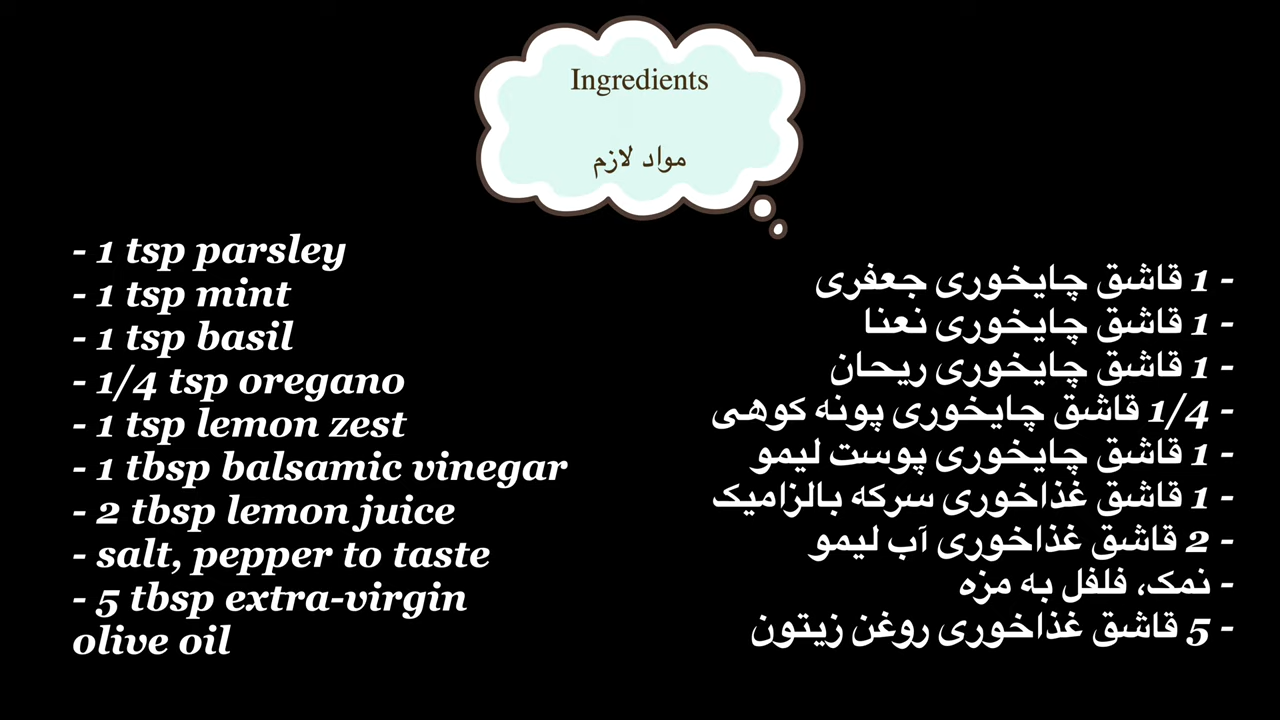 Ingredients
مواد لازم
- 1 tsp parsley
- 1 tsp mint
- 1 tsp basil
- 1/4 tsp oregano
- 1 tsp lemon zest
- 1 tbsp balsamic vinegar
- 2 tbsp lemon juice
- salt, pepper to taste
- 5 tbsp extra-virgin
olive oil
- 1 قاشق چایخوری جعفری
- 1 قاشق چایخوری نعنا
- 1 قاشق چایخوری ریحان
- 1/4 قاشق چایخوری پونه کوهی
- 1 قاشق چایخوری پوست لیمو
- 1 قاشق غذاخوری سرکه بالزامیک
- 2 قاشق غذاخوری آب لیمو
- نمک، فلفل به مزه
- 5 قاشق غذاخوری روغن زیتون